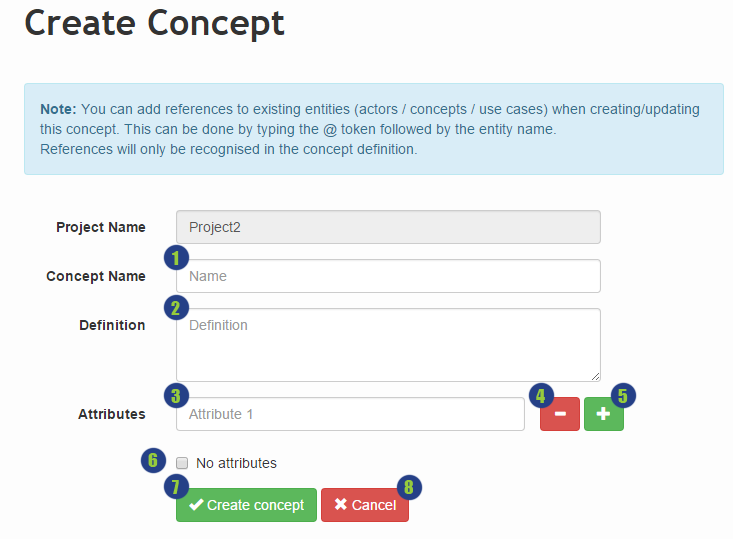 Create Concept
Note: You can add references to existing entities (actors / concepts / use cases) when creating/updating
this concept. This can be done by typing the @ token followed by the entity name.
References will only be recognised in the concept definition.
Project Name Project2
1
Concept Name Name
2
Definition Definition
3 4 5
Attributes Attribute 1
6 No attributes
7 8
Create concept Cancel